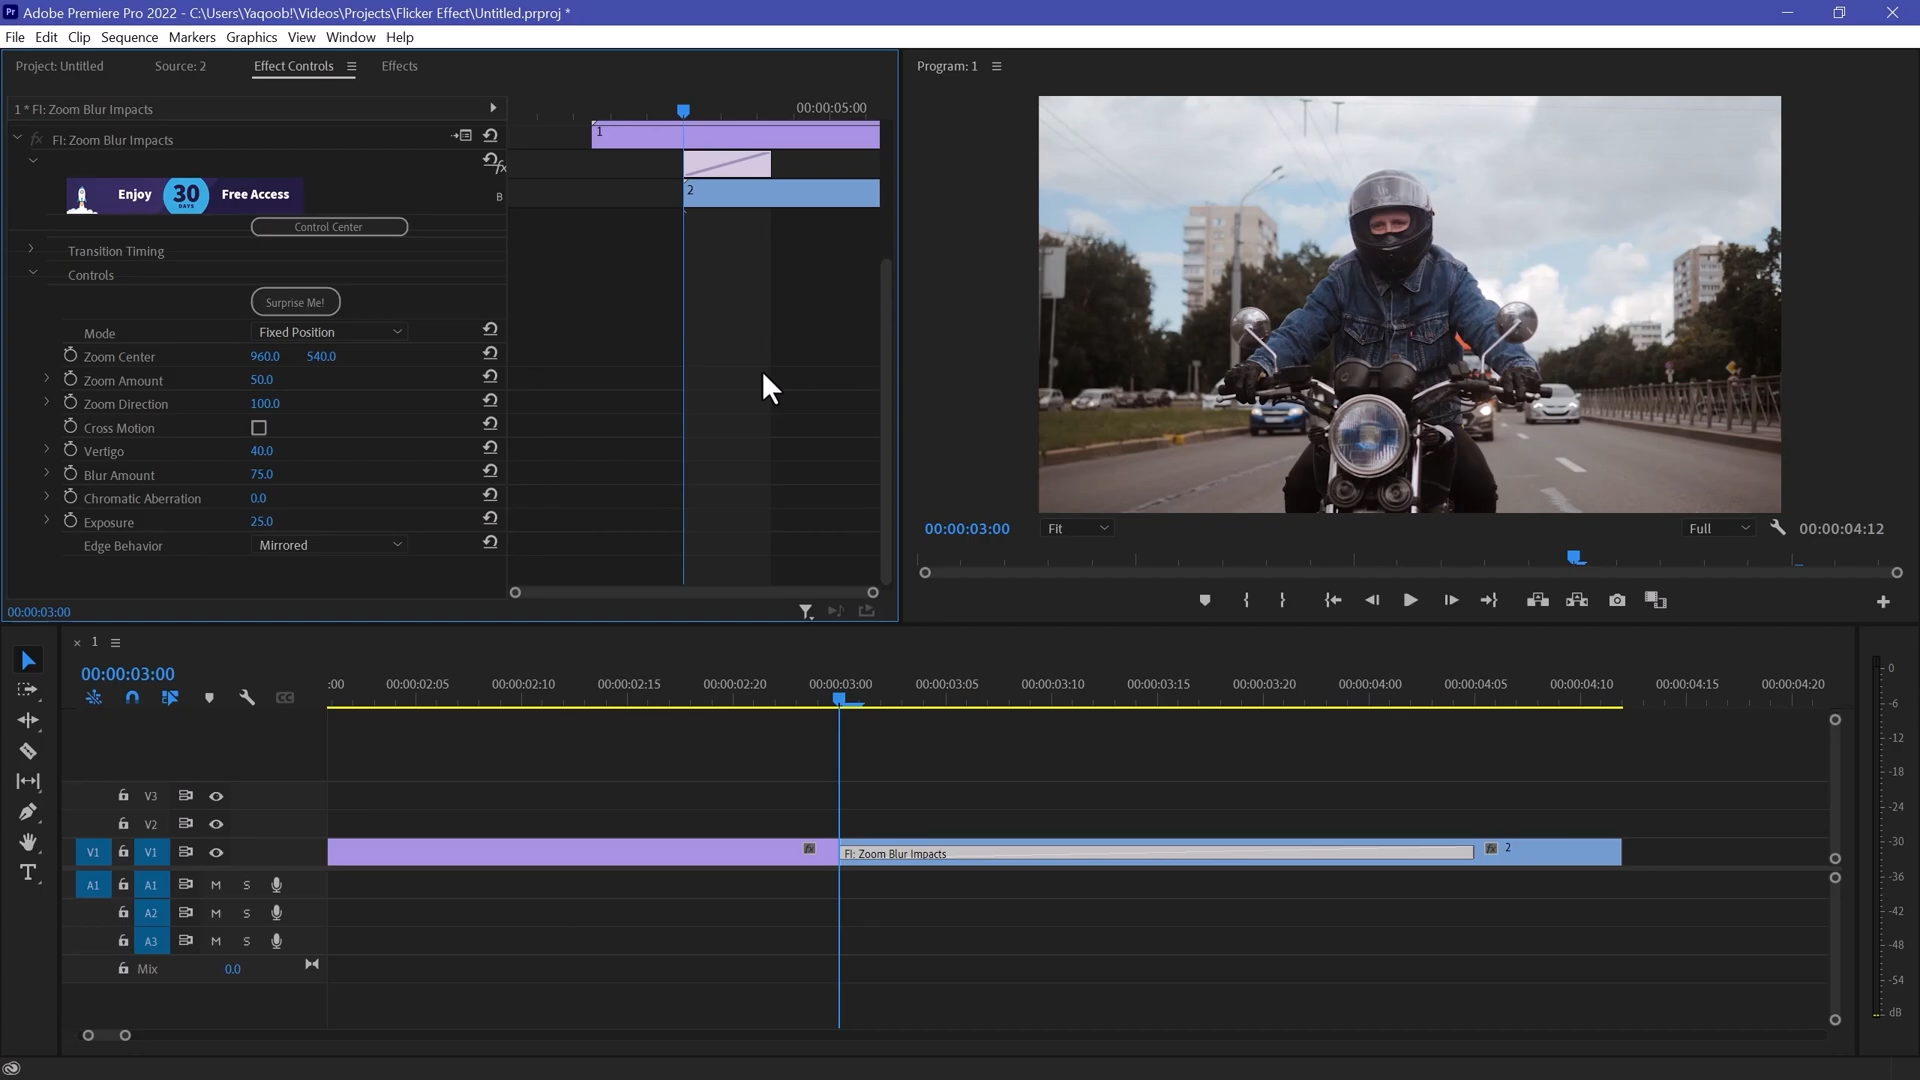 Pr Adobe Premiere Pro 2022 - C:\Users\Yaqoob!\Videos\Projects\Flicker Effect\Untitled.prproj *
File Edit Clip Sequence Markers Graphics View Window Help
Project: Untitled Source: 2 Effect Controls Effects
Program: 1
1 * FI: Zoom Blur Impacts
00:00:05:00
fx FI: Zoom Blur Impacts
1
fx
Enjoy 30 DAYS Free Access
B
2
Control Center
Transition Timing
Controls
Surprise Me!
Mode Fixed Position
Zoom Center 960.0 540.0
Zoom Amount 50.0
Zoom Direction 100.0
Cross Motion
Vertigo 40.0
Blur Amount 75.0
Chromatic Aberration 0.0
Exposure 25.0
Edge Behavior Mirrored
00:00:03:00
00:00:03:00 Fit Full 00:00:04:12
1
00:00:03:00
:00 00:00:02:05 00:00:02:10 00:00:02:15 00:00:02:20 00:00:03:00 00:00:03:05 00:00:03:10 00:00:03:15 00:00:03:20 00:00:04:00 00:00:04:05 00:00:04:10 00:00:04:15 00:00:04:20
CC
V3
V2
V1 V1 fx FI: Zoom Blur Impacts fx 2
A1 A1 M S
A2 M S
A3 M S
Mix 0.0
T
0
-6
-12
-18
-24
-30
-36
-42
-48
-54
dB